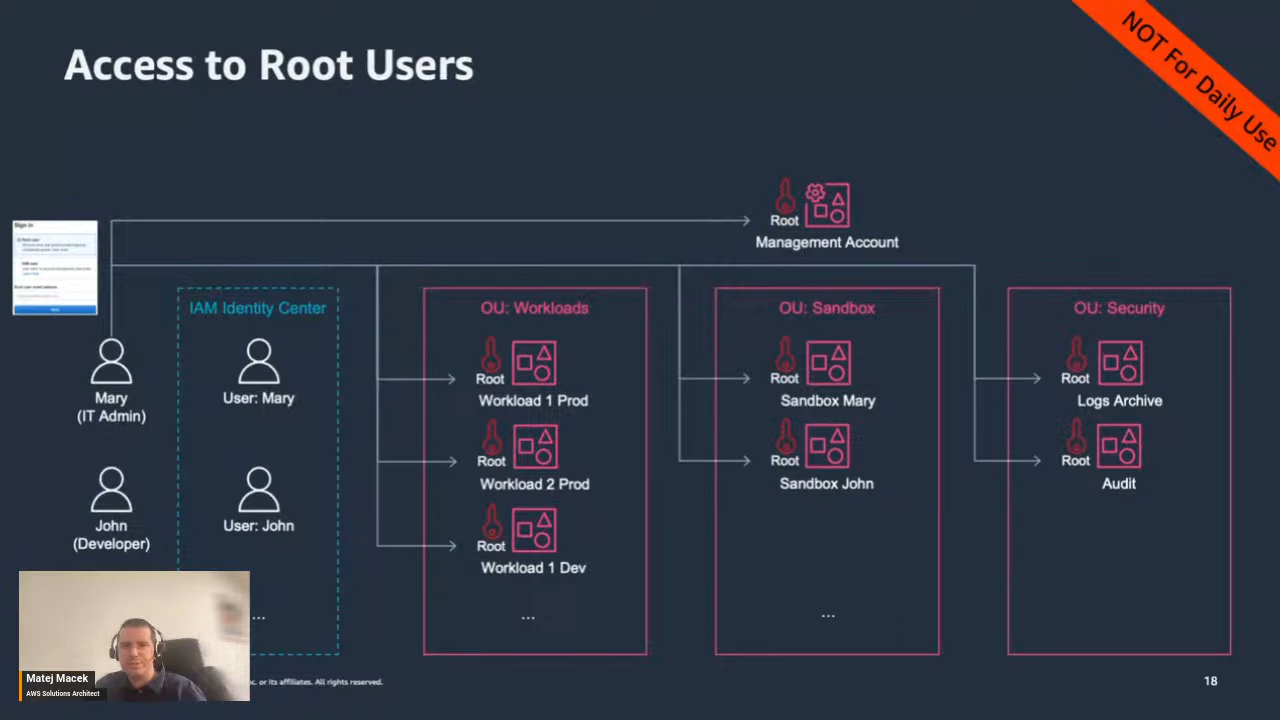 Access to Root Users
NOT For Daily Use
Root
Management Account
Sign in
IAM Identity Center
OU: Workloads
OU: Sandbox
OU: Security
Mary
(IT Admin)
User: Mary
Root
Workload 1 Prod
Root
Sandbox Mary
Root
Logs Archive
Root
Workload 2 Prod
Root
Sandbox John
Root
Audit
John
(Developer)
User: John
Root
Workload 1 Dev
...
...
...
Matej Macek
AWS Solutions Architect
or its affiliates. All rights reserved.
18